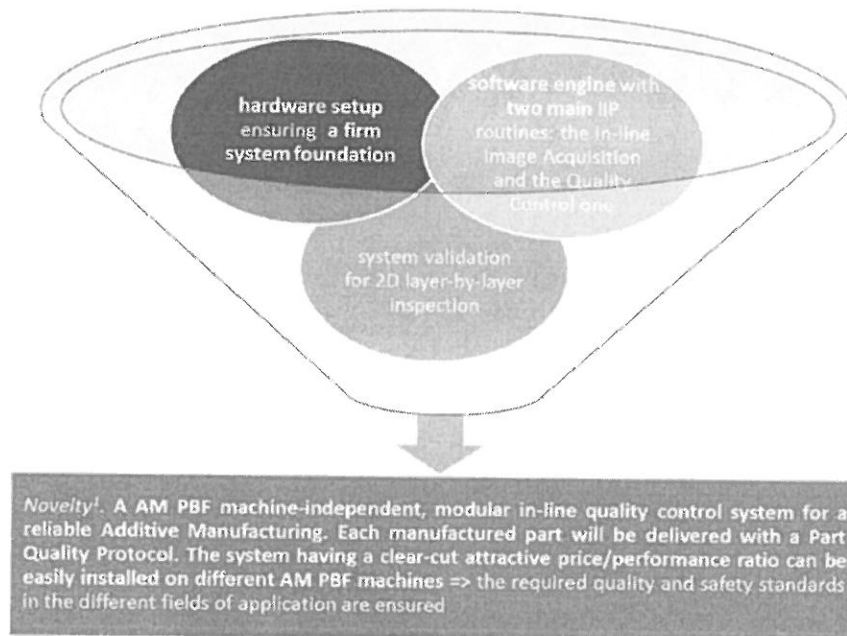 hardware setup
ensuring a firm
system foundation
software engine with
two main IIP
routines: the In-line
Image Acquisition
and the Quality
Control one
system validation
for 2D layer-by-layer
inspection
Novelty¹. A AM PBF machine-independent, modular in-line quality control system for a
reliable Additive Manufacturing. Each manufactured part will be delivered with a Part
Quality Protocol. The system having a clear-cut attractive price/performance ratio can be
easily installed on different AM PBF machines => the required quality and safety standards
in the different fields of application are ensured